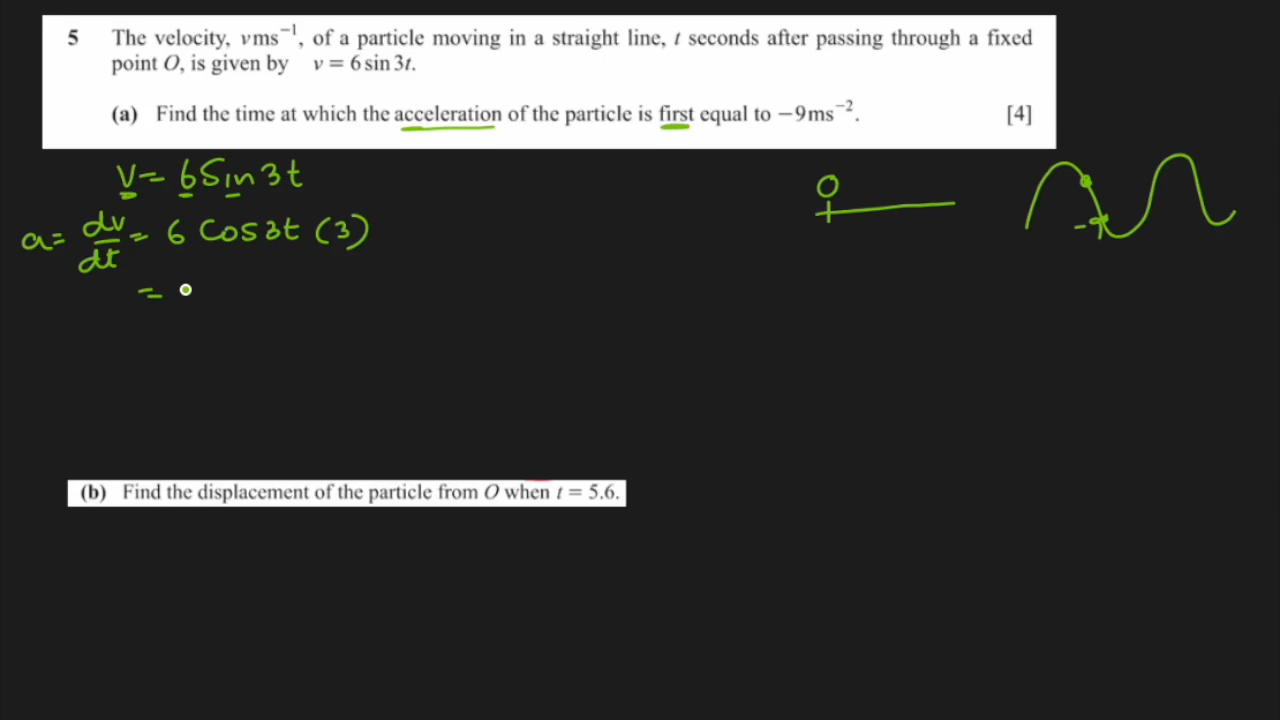 5 The velocity, v ms⁻¹, of a particle moving in a straight line, t seconds after passing through a fixed
point O, is given by v = 6 sin 3t.
(a) Find the time at which the acceleration of the particle is first equal to −9 ms⁻². [4]
v = 6 Sin 3t
a = dv/dt = 6 Cos 3t (3)
=
O
-9
(b) Find the displacement of the particle from O when t = 5.6.